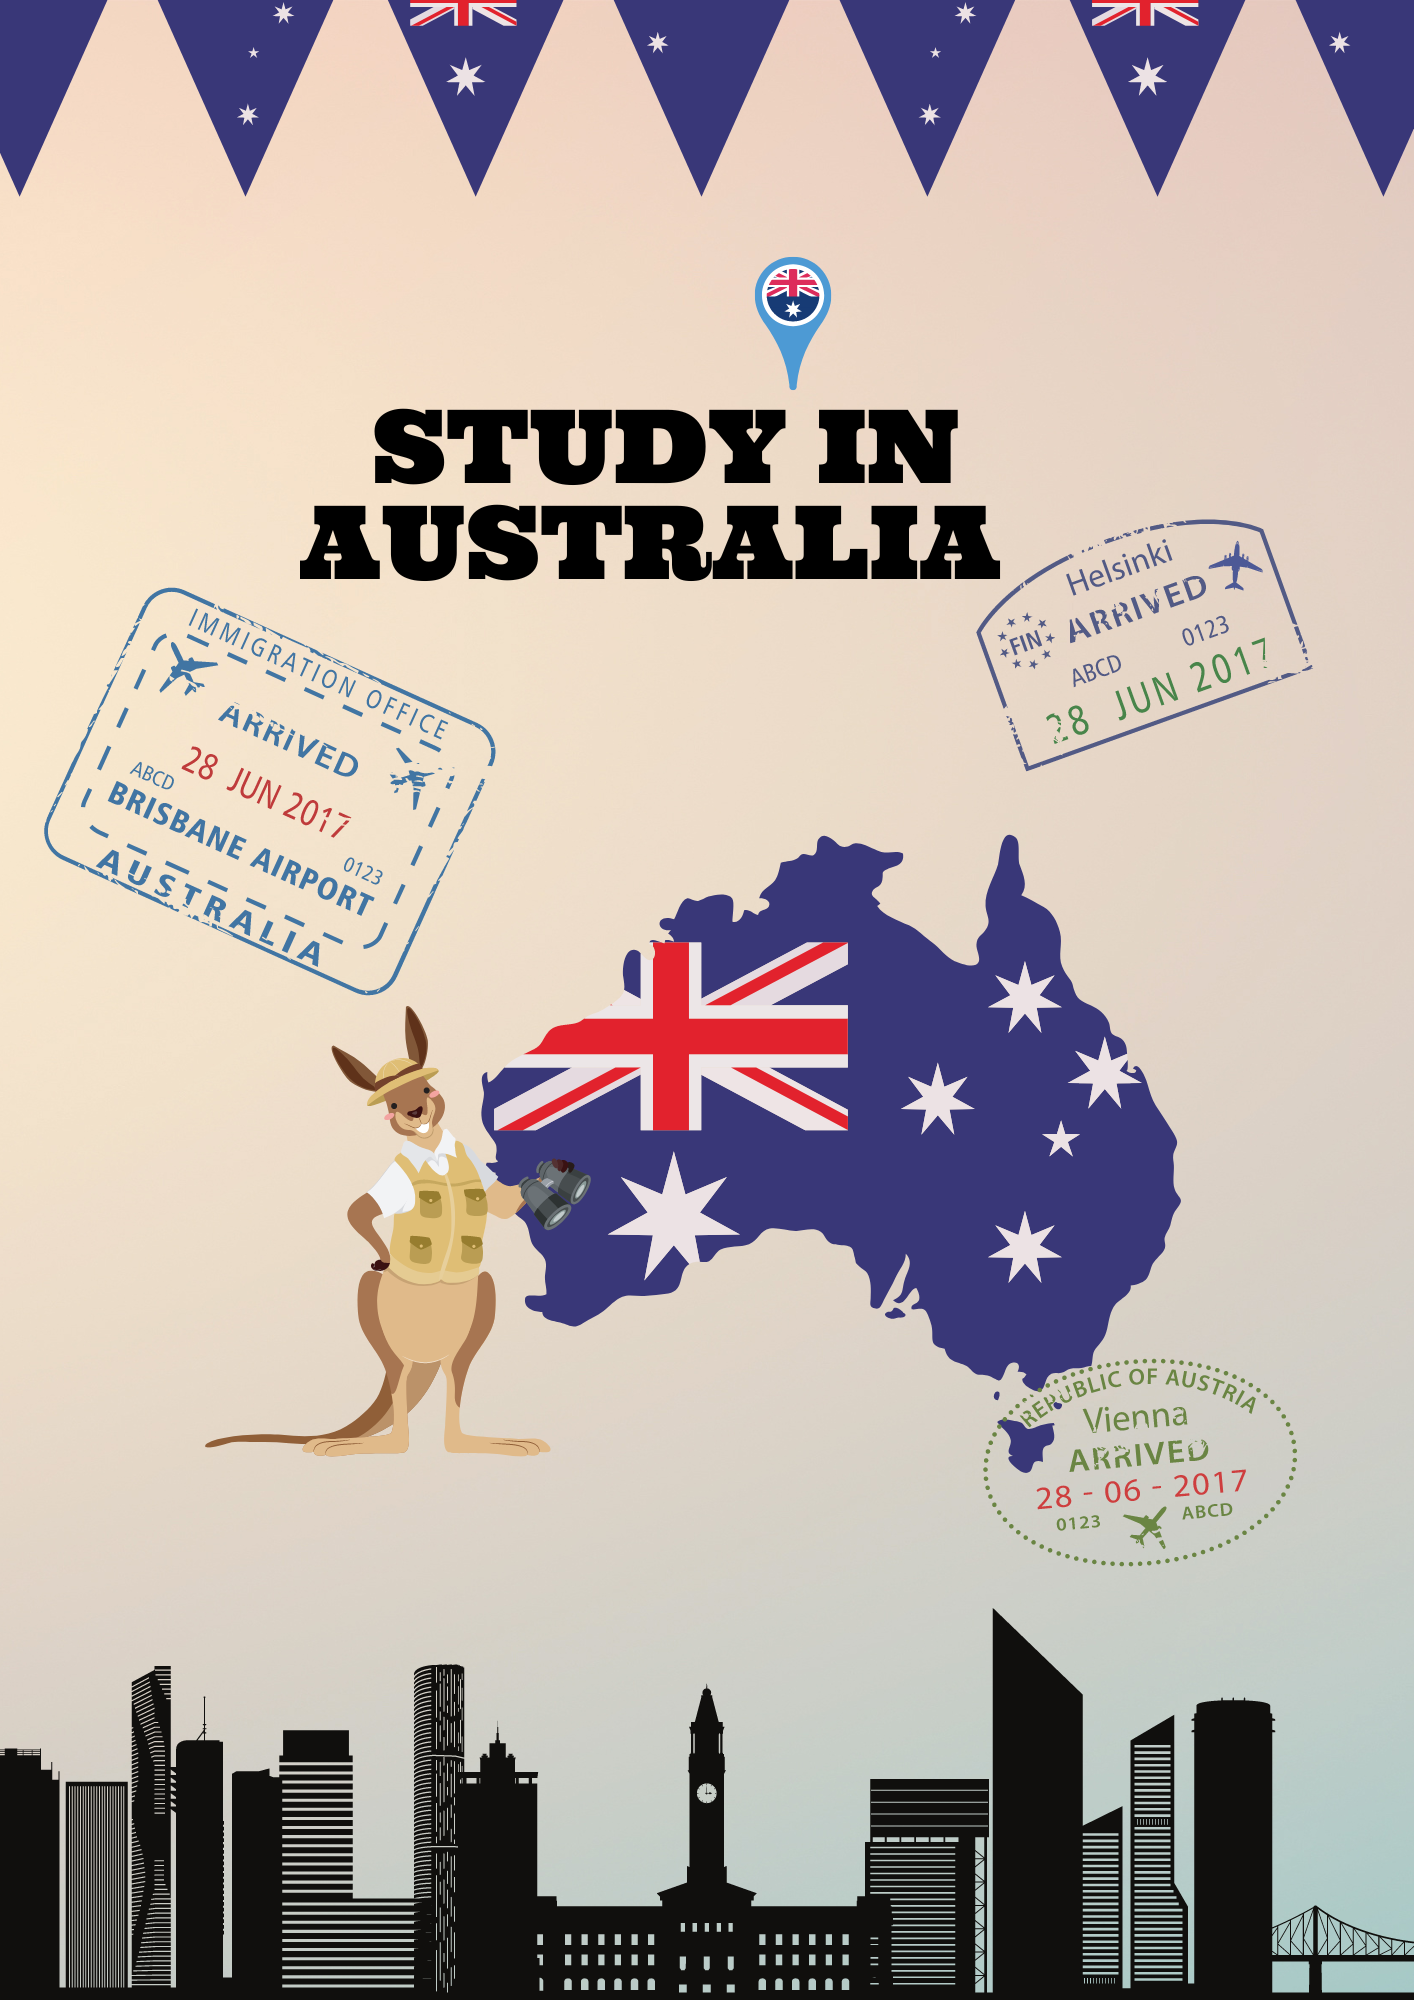 STUDY IN
AUSTRALIA
Helsinki
ARRIVED
FIN
0123
ABCD
28 JUN 2017
IMMIGRATION OFFICE
ARRIVED
28 JUN 2017
ABCD
BRISBANE AIRPORT
0123
AUSTRALIA
REPUBLIC OF AUSTRIA
Vienna
ARRIVED
28 - 06 - 2017
0123
ABCD